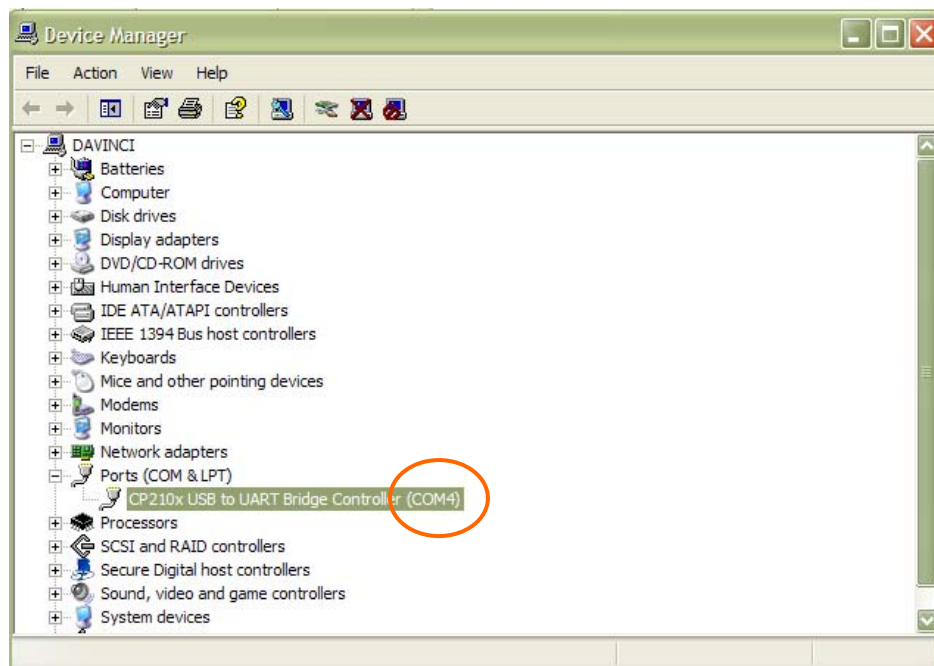 Device Manager
File Action View Help
DAVINCI
Batteries
Computer
Disk drives
Display adapters
DVD/CD-ROM drives
Human Interface Devices
IDE ATA/ATAPI controllers
IEEE 1394 Bus host controllers
Keyboards
Mice and other pointing devices
Modems
Monitors
Network adapters
Ports (COM & LPT)
CP210x USB to UART Bridge Controller (COM4)
Processors
SCSI and RAID controllers
Secure Digital host controllers
Sound, video and game controllers
System devices